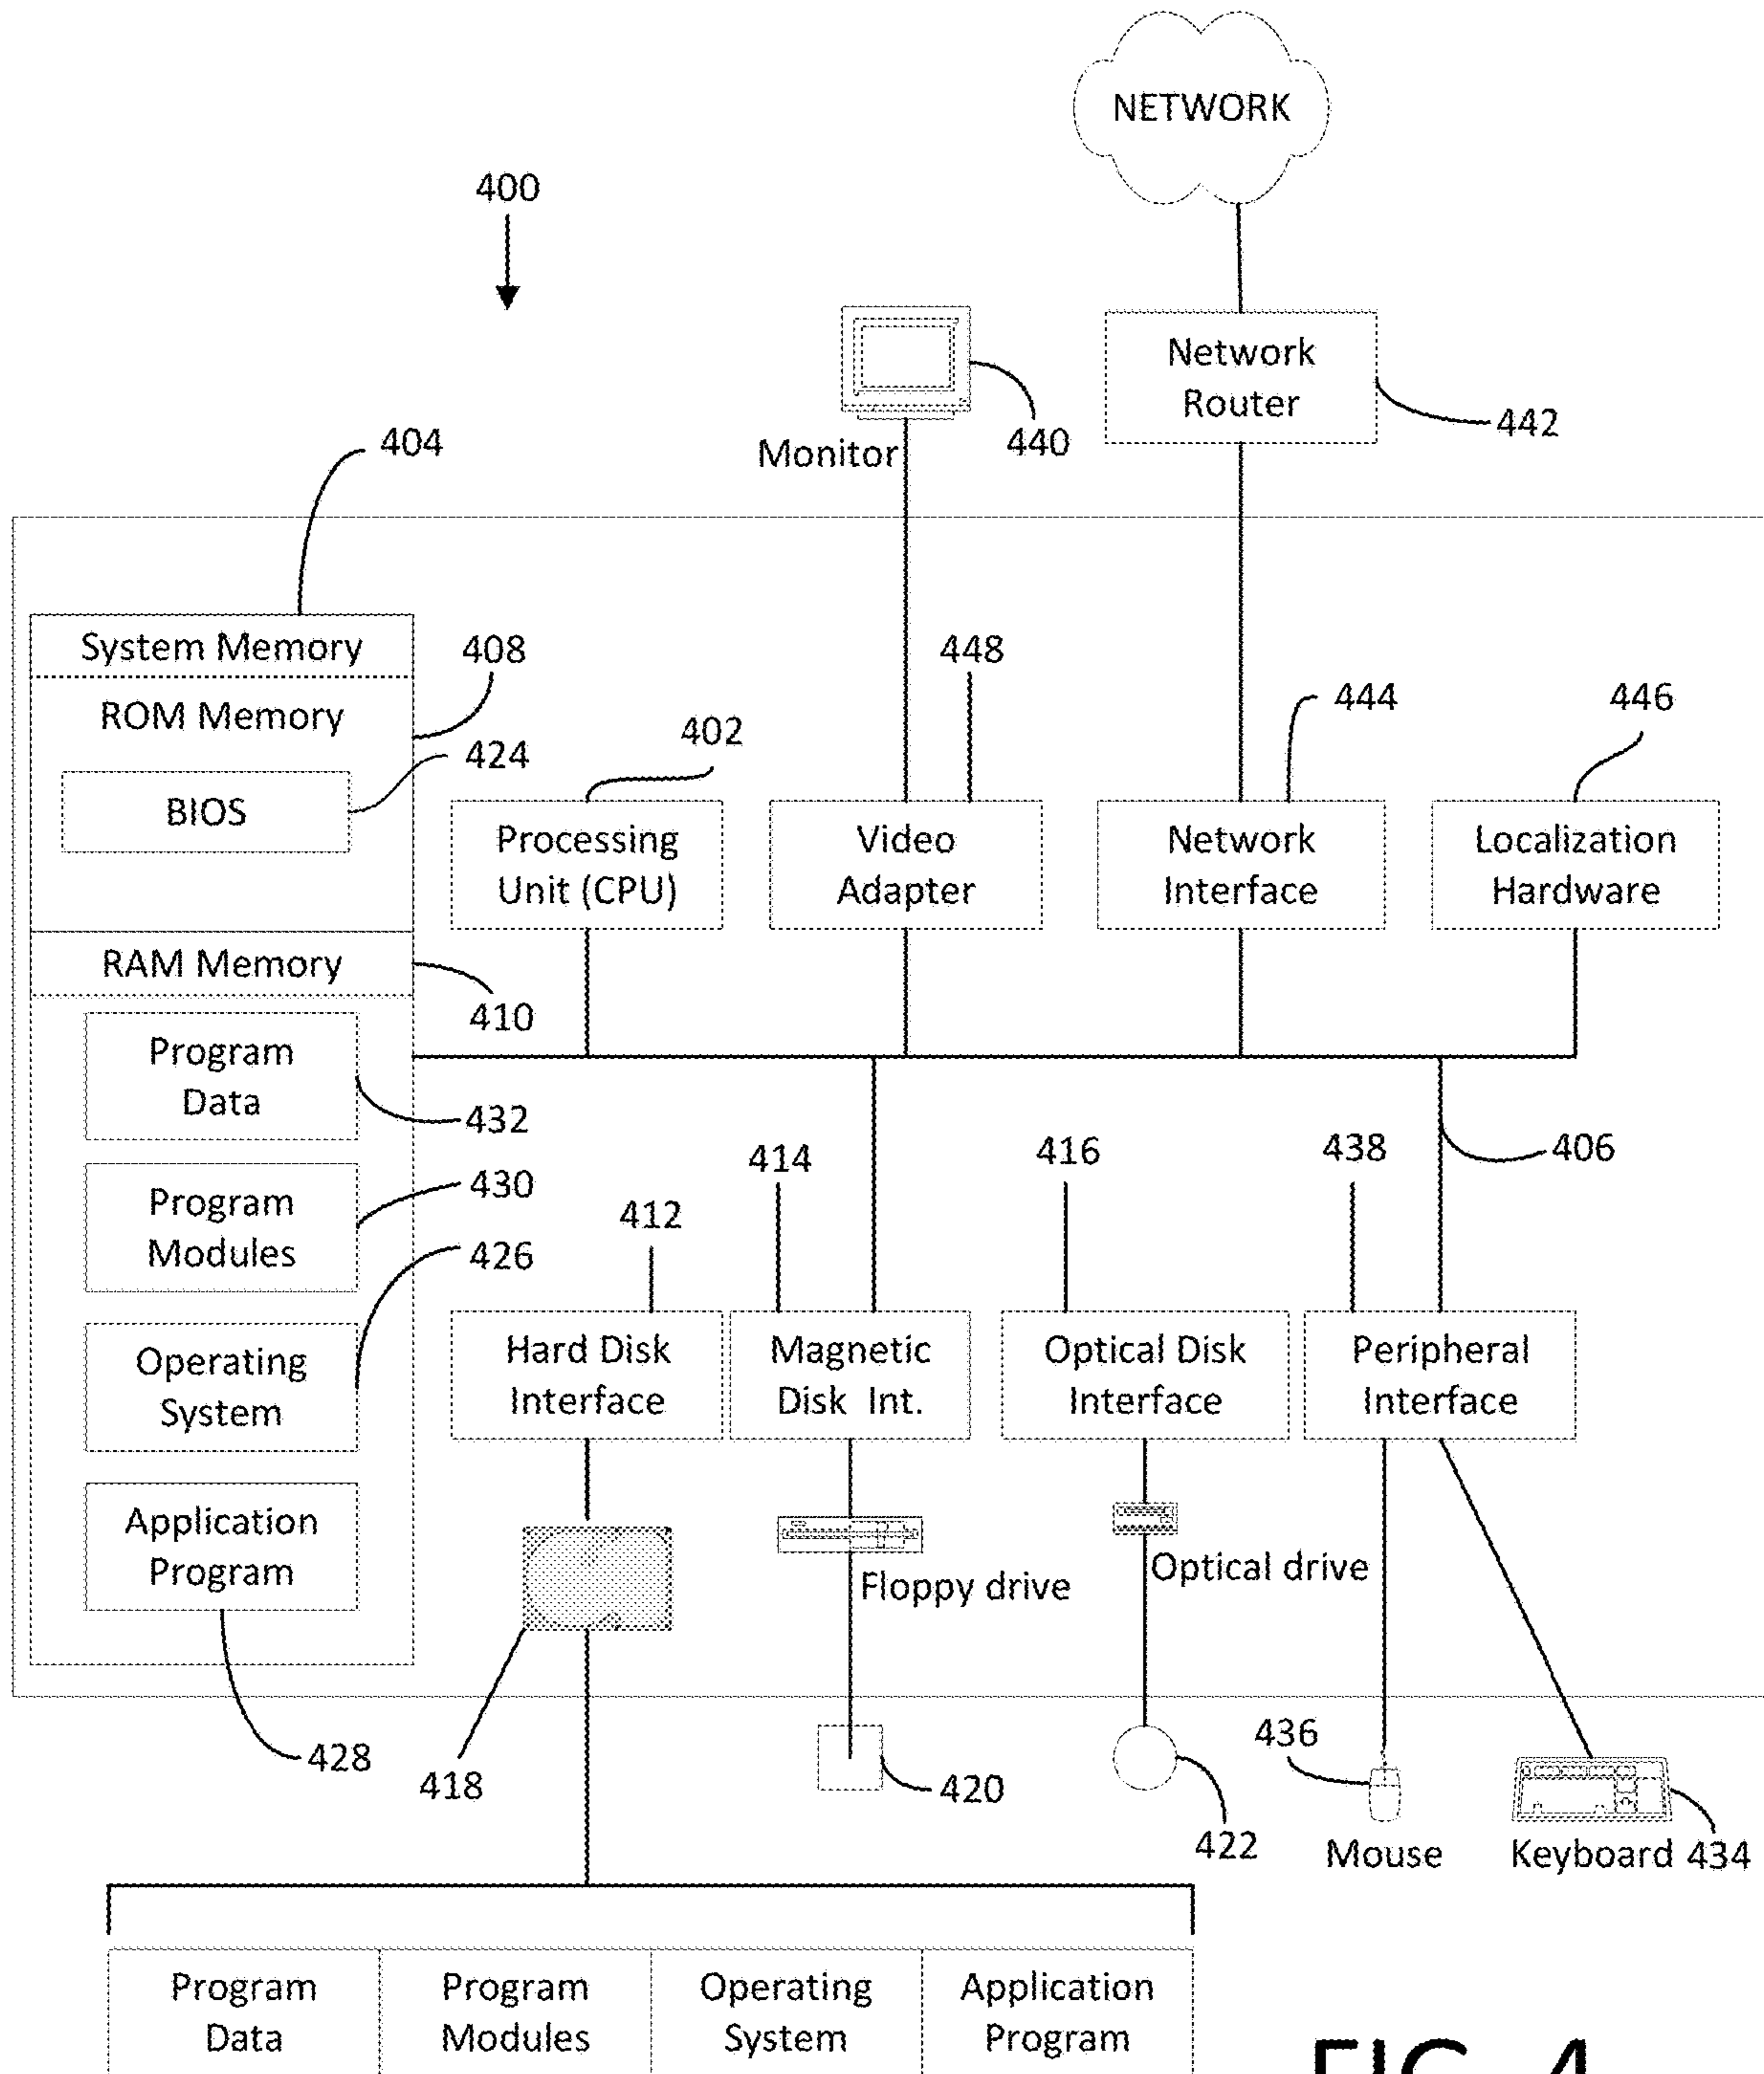 NETWORK
400
Network
Router
442
440
Monitor
404
System Memory
408
448
ROM Memory
444
446
402
424
BIOS
Processing
Unit (CPU)
Video
Adapter
Network
Interface
Localization
Hardware
RAM Memory
410
Program
Data
432
414
416
438
406
Program
Modules
430
412
426
Operating
System
Hard Disk
Interface
Magnetic
Disk Int.
Optical Disk
Interface
Peripheral
Interface
Application
Program
Floppy drive
Optical drive
428
418
420
422
436
Mouse
Keyboard 434
Program
Data
Program
Modules
Operating
System
Application
Program
FIG. 4